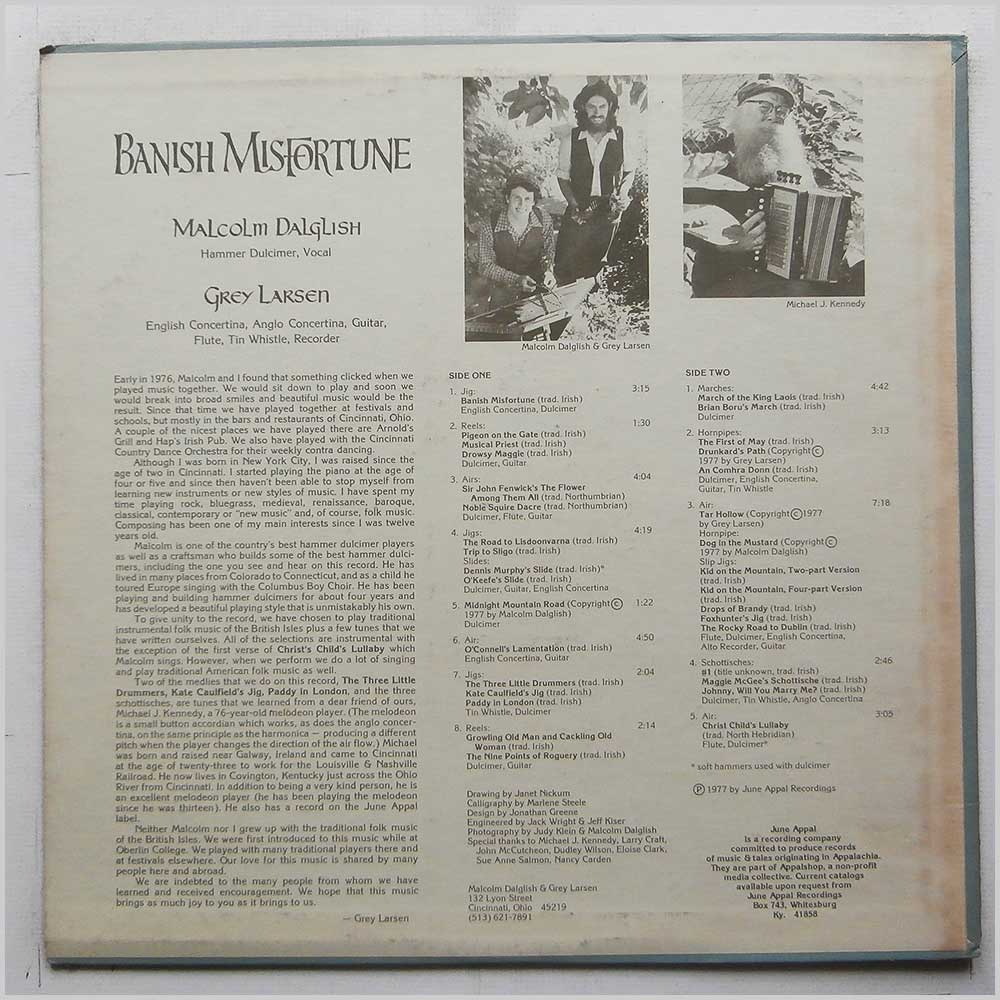 BANISH MISFORTUNE
MALCOLM DALGLISH
Hammer Dulcimer, Vocal
GREY LARSEN
English Concertina, Anglo Concertina, Guitar,
Flute, Tin Whistle, Recorder
Early in 1976, Malcolm and I found that something clicked when we
played music together. We would sit down to play and soon we
would break into broad smiles and beautiful music would be the
result. Since that time we have played together at festivals and
schools, but mostly in the bars and restaurants of Cincinnati, Ohio.
A couple of the nicest places we have played there are Arnold's
Grill and Hap's Irish Pub. We also have played with the Cincinnati
Country Dance Orchestra for their weekly contra dancing.
Although I was born in New York City, I was raised since the
age of two in Cincinnati. I started playing the piano at the age of
four or five and since then haven't been able to stop myself from
learning new instruments or new styles of music. I have spent my
time playing rock, bluegrass, medieval, renaissance, baroque,
classical, contemporary or "new music" and, of course, folk music.
Composing has been one of my main interests since I was twelve
years old.
Malcolm is one of the country's best hammer dulcimer players
as well as a craftsman who builds some of the best hammer dulci-
mers, including the one you see and hear on this record. He has
lived in many places from Colorado to Connecticut, and as a child he
toured Europe singing with the Columbus Boy Choir. He has been
playing and building hammer dulcimers for about four years and
has developed a beautiful playing style that is unmistakably his own.
To give unity to the record, we have chosen to play traditional
instrumental folk music of the British Isles plus a few tunes that we
have written ourselves. All of the selections are instrumental with
the exception of the first verse of Christ's Child's Lullaby which
Malcolm sings. However, when we perform we do a lot of singing
and play traditional American folk music as well.
Two of the medlies that we do on this record, The Three Little
Drummers, Kate Caulfield's Jig, Paddy in London, and the three
schottisches, are tunes that we learned from a dear friend of ours,
Michael J. Kennedy, a 76-year-old melodeon player. (The melodeon
is a small button accordian which works, as does the anglo concer-
tina, on the same principle as the harmonica — producing a different
pitch when the player changes the direction of the air flow.) Michael
was born and raised near Galway, Ireland and came to Cincinnati
at the age of twenty-three to work for the Louisville & Nashville
Railroad. He now lives in Covington, Kentucky just across the Ohio
River from Cincinnati. In addition to being a very kind person, he is
an excellent melodeon player (he has been playing the melodeon
since he was thirteen). He also has a record on the June Appal
label.
Neither Malcolm nor I grew up with the traditional folk music
of the British Isles. We were first introduced to this music while at
Oberlin College. We played with many traditional players there and
at festivals elsewhere. Our love for this music is shared by many
people here and abroad.
We are indebted to the many people from whom we have
learned and received encouragement. We hope that this music
brings as much joy to you as it brings to us.
— Grey Larsen
Malcolm Dalglish & Grey Larsen
Michael J. Kennedy
SIDE ONE
1. Jig: 3:15
Banish Misfortune (trad. Irish)
English Concertina, Dulcimer
2. Reels: 1:30
Pigeon on the Gate (trad. Irish)
Musical Priest (trad. Irish)
Drowsy Maggie (trad. Irish)
Dulcimer, Guitar
3. Airs: 4:04
Sir John Fenwick's The Flower
Among Them All (trad. Northumbrian)
Noble Squire Dacre (trad. Northumbrian)
Dulcimer, Flute, Guitar
4. Jigs: 4:19
The Road to Lisdoonvarna (trad. Irish)
Trip to Sligo (trad. Irish)
Slides:
Dennis Murphy's Slide (trad. Irish)*
O'Keefe's Slide (trad. Irish)
Dulcimer, Guitar, English Concertina
5. Midnight Mountain Road (Copyright © 1:22
1977 by Malcolm Dalglish)
Dulcimer
6. Air: 4:50
O'Connell's Lamentation (trad. Irish)
English Concertina, Guitar
7. Jigs: 2:04
The Three Little Drummers (trad. Irish)
Kate Caulfield's Jig (trad. Irish)
Paddy in London (trad. Irish)
Tin Whistle, Dulcimer
8. Reels: 2:14
Growling Old Man and Cackling Old
Woman (trad. Irish)
The Nine Points of Roguery (trad. Irish)
Dulcimer, Guitar
Drawing by Janet Nickum
Calligraphy by Marlene Steele
Design by Jonathan Greene
Engineered by Jack Wright & Jeff Kiser
Photography by Judy Klein & Malcolm Dalglish
Special thanks to Michael J. Kennedy, Larry Craft,
John McCutcheon, Dudley Wilson, Eloise Clark,
Sue Anne Salmon, Nancy Carden
Malcolm Dalglish & Grey Larsen
132 Lyon Street
Cincinnati, Ohio 45219
(513) 621-7891
SIDE TWO
1. Marches: 4:42
March of the King Laois (trad. Irish)
Brian Boru's March (trad. Irish)
Dulcimer
2. Hornpipes: 3:13
The First of May (trad. Irish)
Drunkard's Path (Copyright ©
1977 by Grey Larsen)
An Comhra Donn (trad. Irish)
Dulcimer, English Concertina,
Guitar, Tin Whistle
3. Air: 7:18
Tar Hollow (Copyright © 1977
by Grey Larsen)
Hornpipe:
Dog in the Mustard (Copyright ©
1977 by Malcolm Dalglish)
Slip Jigs:
Kid on the Mountain, Two-part Version
(trad. Irish)
Kid on the Mountain, Four-part Version
(trad. Irish)
Drops of Brandy (trad. Irish)
Foxhunter's Jig (trad. Irish)
The Rocky Road to Dublin (trad. Irish)
Flute, Dulcimer, English Concertina,
Alto Recorder, Guitar
4. Schottisches: 2:46
#1 (title unknown, trad. Irish)
Maggie McGee's Schottische (trad. Irish)
Johnny, Will You Marry Me? (trad. Irish)
Dulcimer, Tin Whistle, Anglo Concertina
5. Air: 3:05
Christ Child's Lullaby
(trad. North Hebridian)
Flute, Dulcimer*
* soft hammers used with dulcimer
℗ 1977 by June Appal Recordings
June Appal
is a recording company
committed to produce records
of music & tales originating in Appalachia.
They are part of Appalshop, a non-profit
media collective. Current catalogs
available upon request from
June Appal Recordings
Box 743, Whitesburg
Ky. 41858